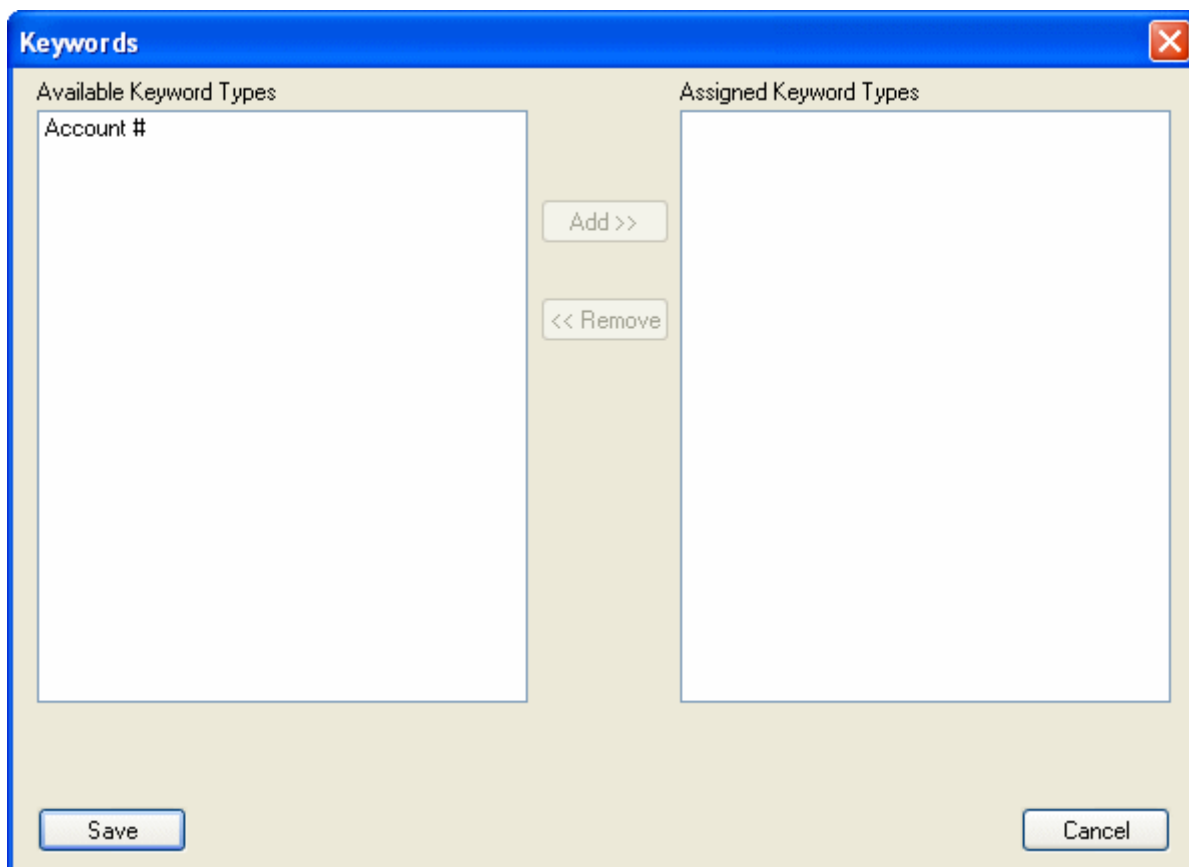 Keywords
Available Keyword Types
Assigned Keyword Types
Account #
Add >>
<< Remove
Save
Cancel